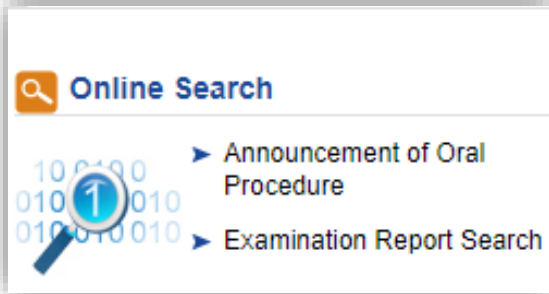 Online Search
Announcement of Oral
Procedure
Examination Report Search